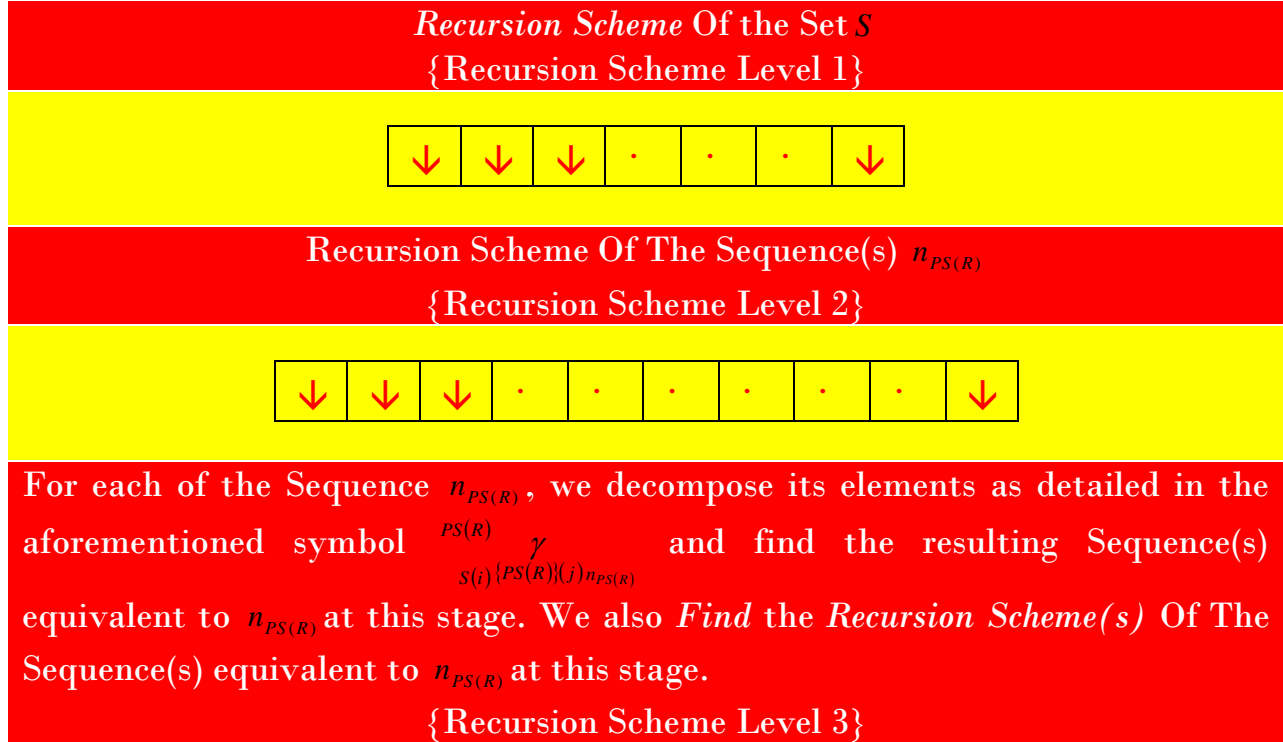 Recursion Scheme Of the Set S
{Recursion Scheme Level 1}
↓ ↓ ↓ · · · ↓
Recursion Scheme Of The Sequence(s) n_{PS(R)}
{Recursion Scheme Level 2}
↓ ↓ ↓ · · · · · · ↓
For each of the Sequence n_{PS(R)}, we decompose its elements as detailed in the
aforementioned symbol ^{PS(R)}γ_{S(i){PS(R)}(j)n_{PS(R)}} and find the resulting Sequence(s)
equivalent to n_{PS(R)} at this stage. We also Find the Recursion Scheme(s) Of The
Sequence(s) equivalent to n_{PS(R)} at this stage.
{Recursion Scheme Level 3}